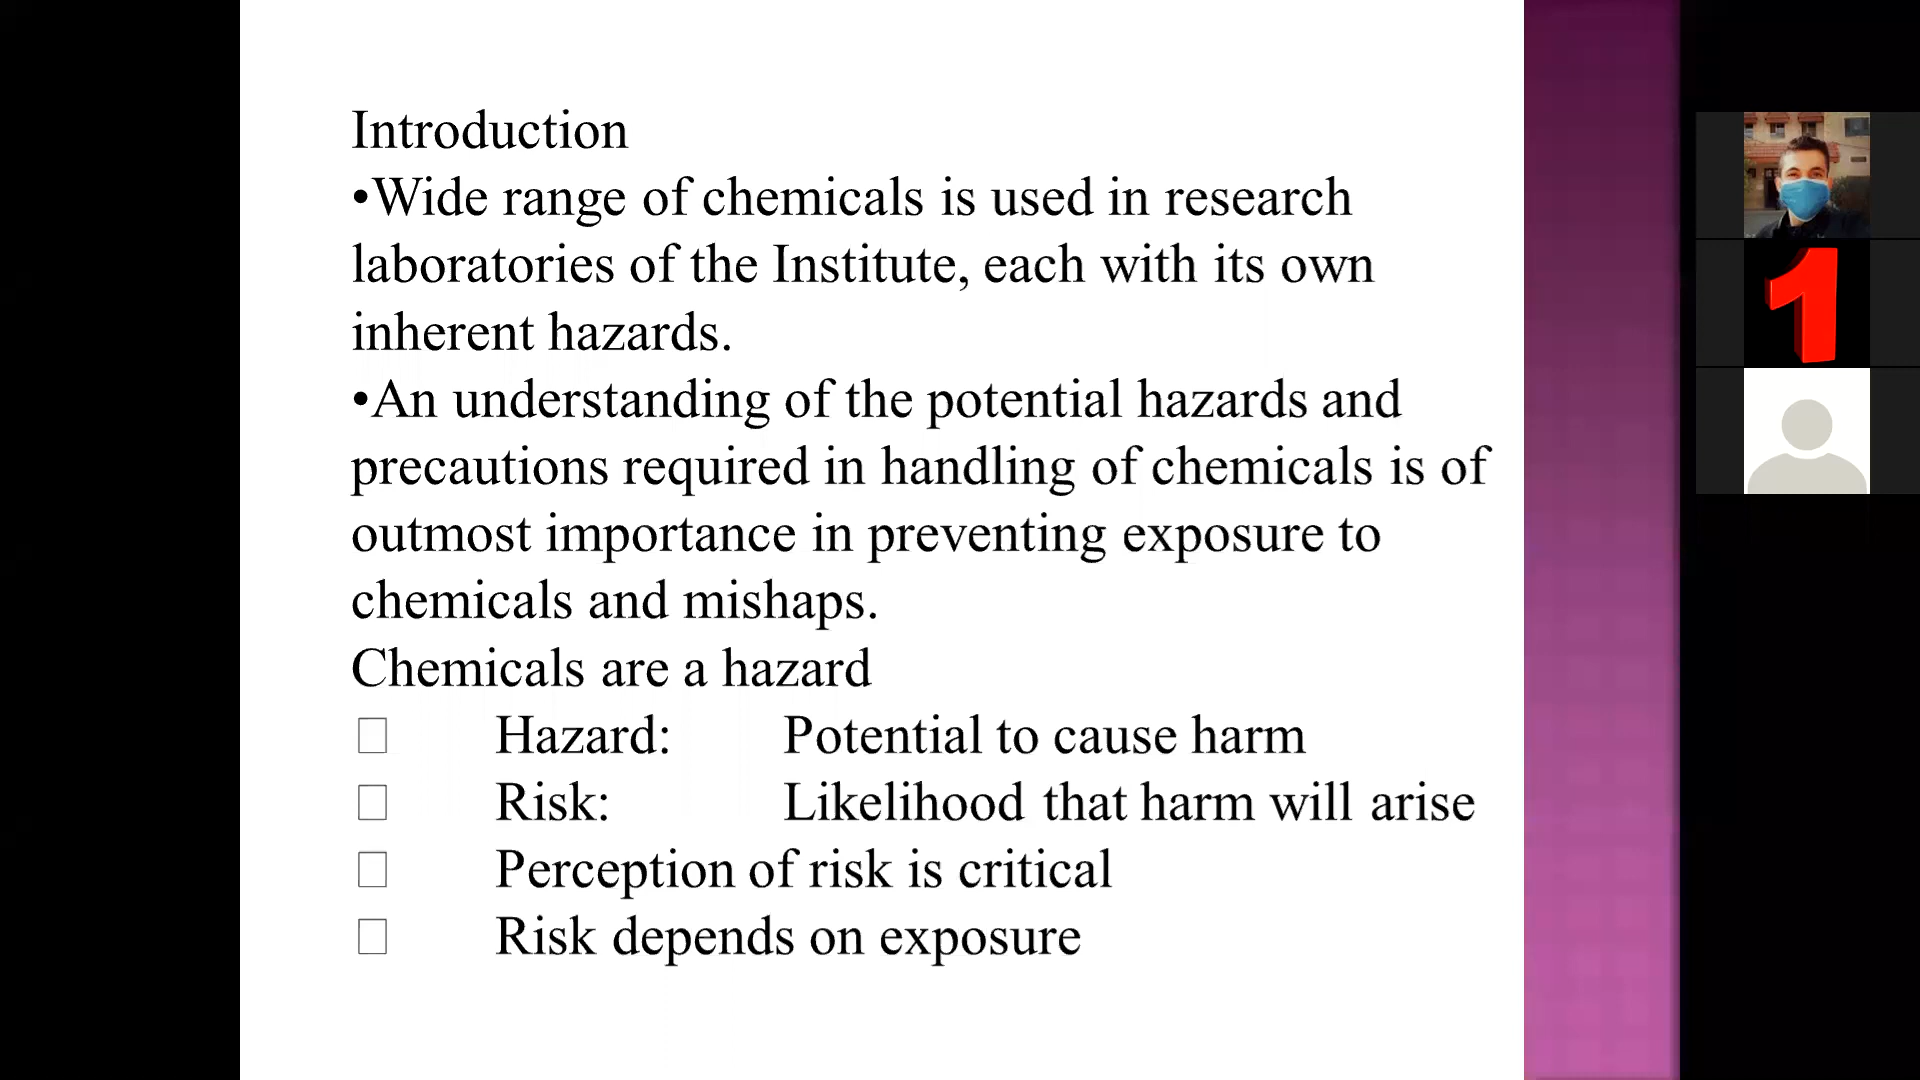 Introduction
•Wide range of chemicals is used in research
laboratories of the Institute, each with its own
inherent hazards.
•An understanding of the potential hazards and
precautions required in handling of chemicals is of
outmost importance in preventing exposure to
chemicals and mishaps.
Chemicals are a hazard
□ Hazard: Potential to cause harm
□ Risk: Likelihood that harm will arise
□ Perception of risk is critical
□ Risk depends on exposure
1